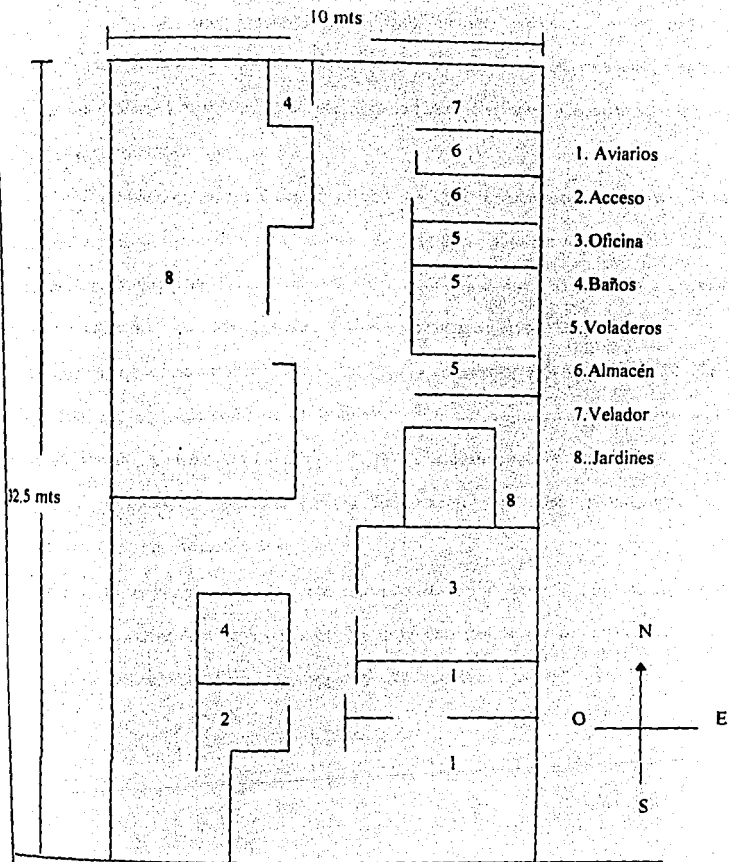 10 mts
4
7
6
6
5
8
5
5
32.5 mts
8
3
4
1
2
1
1. Aviarios
2.Acceso
3.Oficina
4.Baños
5.Voladeros
6.Almacén
7.Velador
8..Jardines
N
O E
S